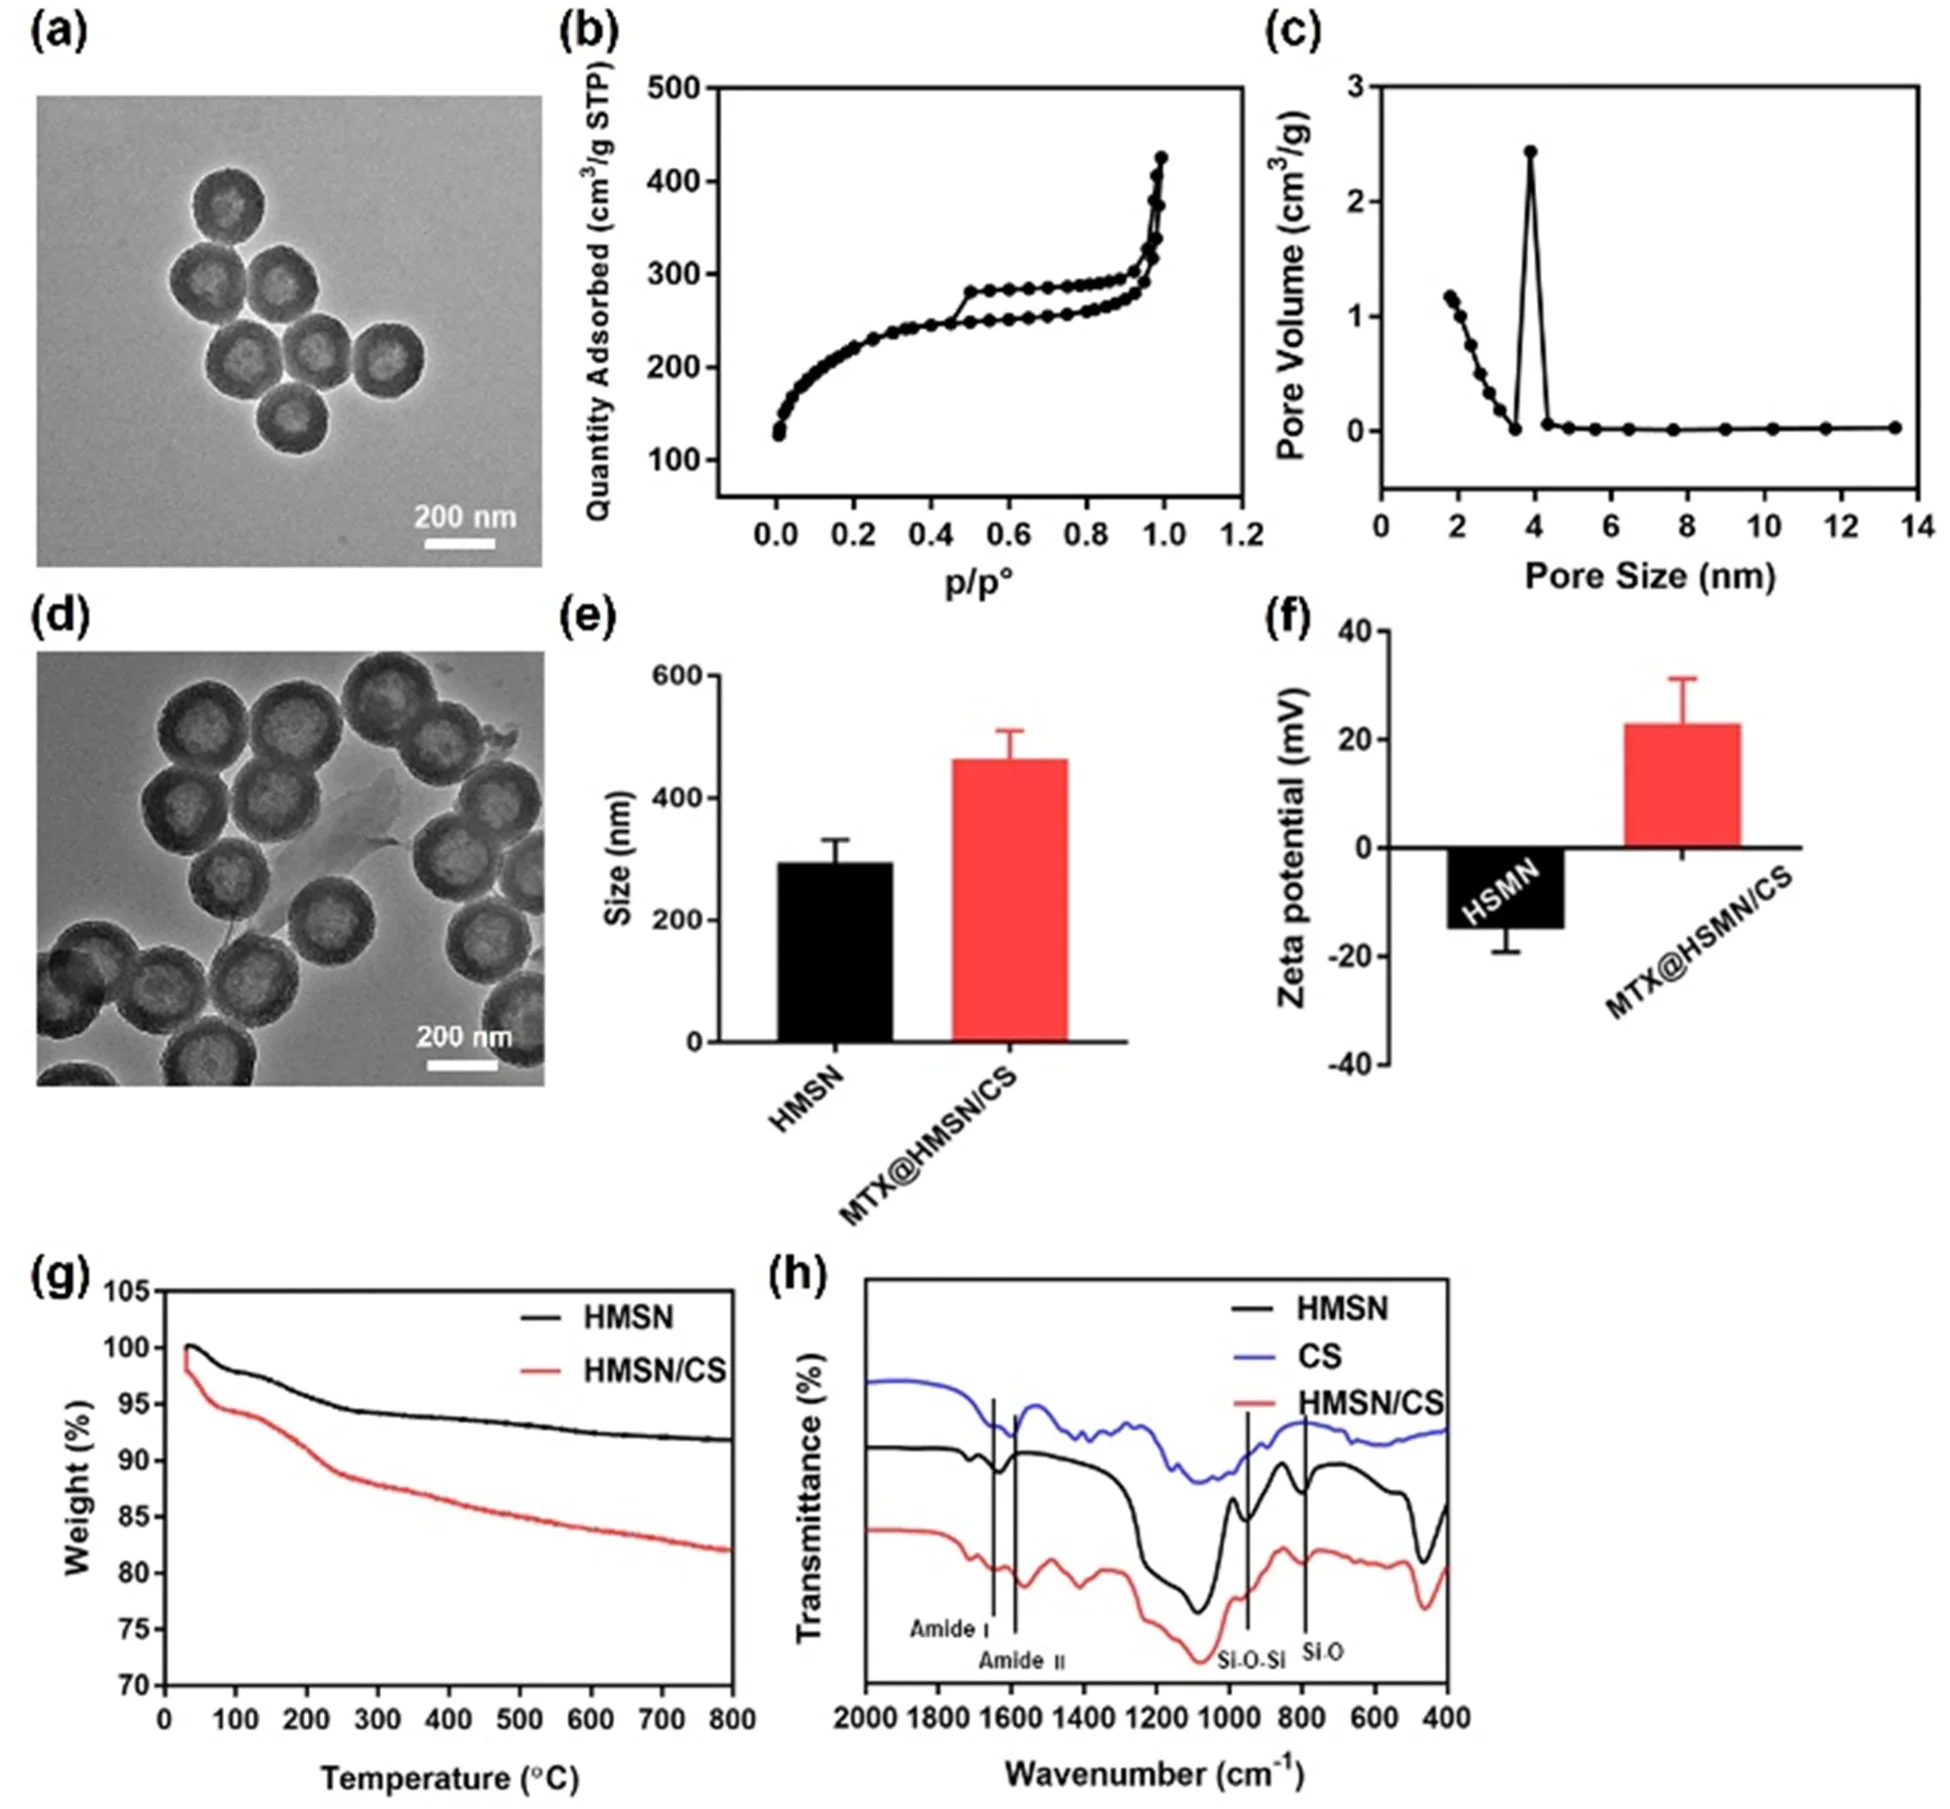 (a)
200 nm
(b)
Quantity Adsorbed (cm³/g STP)
500
400
300
200
100
0.0 0.2 0.4 0.6 0.8 1.0 1.2
p/p°
(c)
Pore Volume (cm³/g)
3
2
1
0
0 2 4 6 8 10 12 14
Pore Size (nm)
(d)
200 nm
(e)
Size (nm)
600
400
200
0
HMSN
MTX@HMSN/CS
(f)
Zeta potential (mV)
40
20
0
-20
-40
HSMN
MTX@HSMN/CS
(g)
Weight (%)
105
100
95
90
85
80
75
70
HMSN
HMSN/CS
0 100 200 300 400 500 600 700 800
Temperature (°C)
(h)
Transmittance (%)
HMSN
CS
HMSN/CS
Amide I
Amide II
Si-O-Si
Si-O
2000 1800 1600 1400 1200 1000 800 600 400
Wavenumber (cm⁻¹)